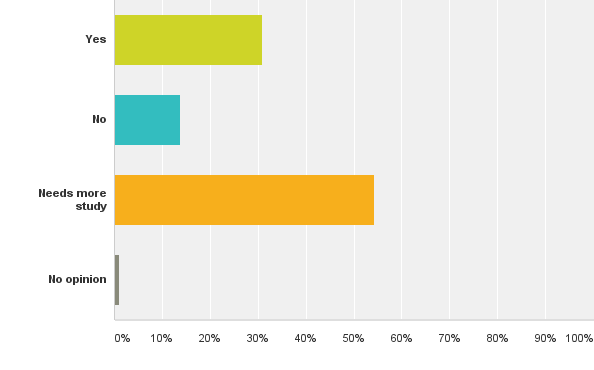 Yes
No
Needs more
study
No opinion
0% 10% 20% 30% 40% 50% 60% 70% 80% 90% 100%